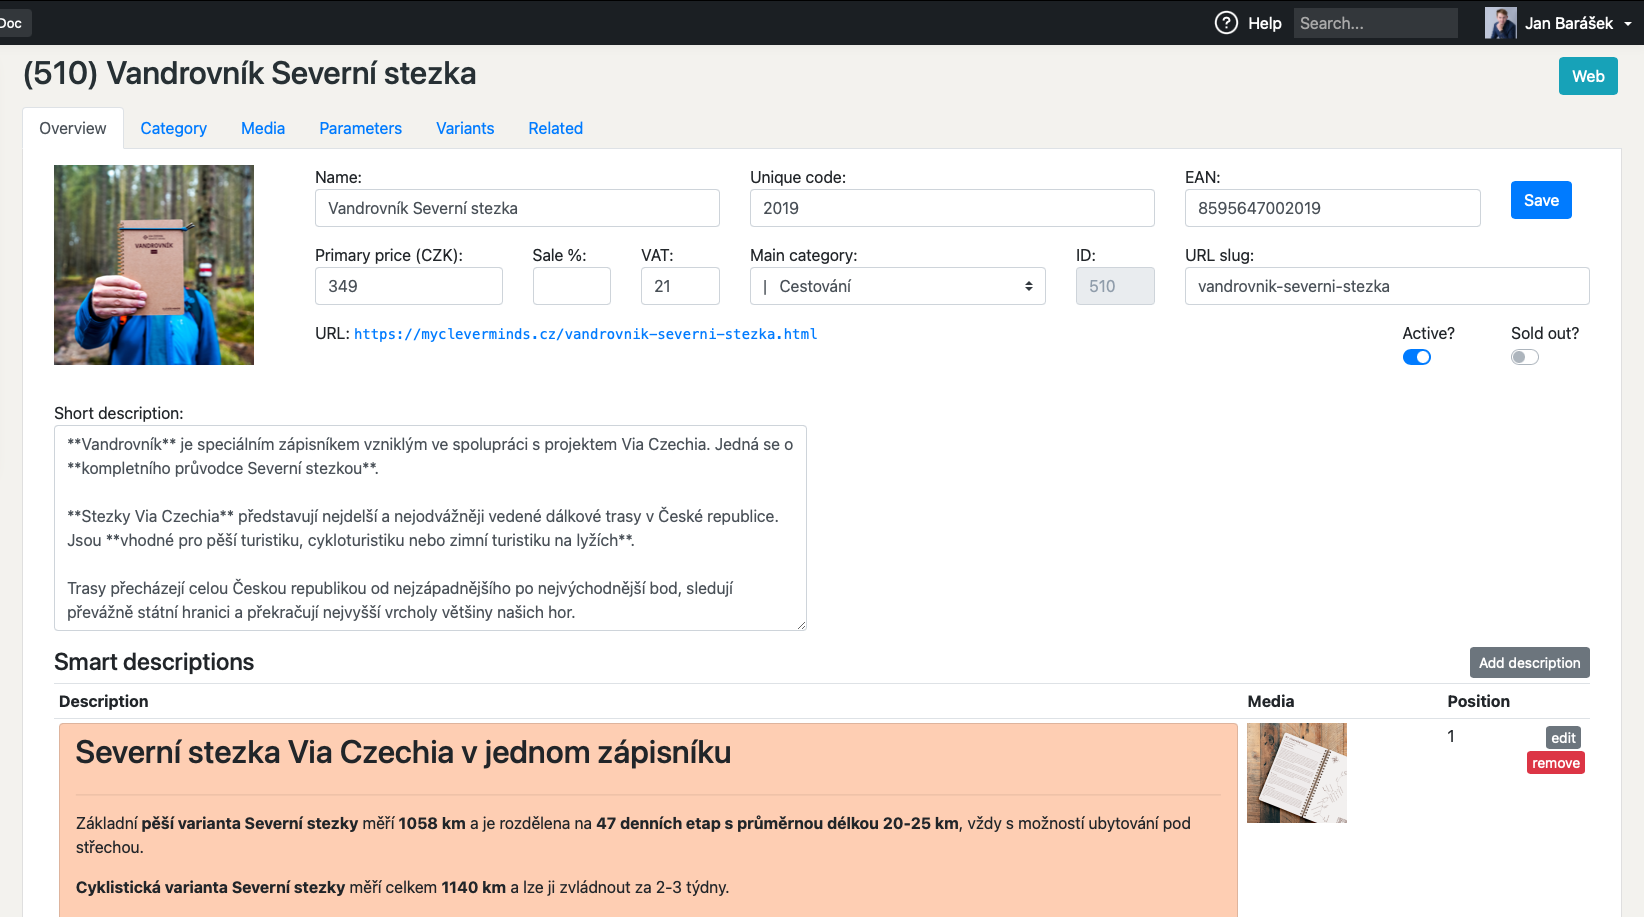 Doc
? Help
Search...
Jan Barášek
(510) Vandrovník Severní stezka
Web
Overview
Category
Media
Parameters
Variants
Related
VANDROVNÍK
Name:
Vandrovník Severní stezka
Unique code:
2019
EAN:
8595647002019
Save
Primary price (CZK):
349
Sale %:
VAT:
21
Main category:
| Cestování
ID:
510
URL slug:
vandrovnik-severni-stezka
URL: https://mycleverminds.cz/vandrovnik-severni-stezka.html
Active?
Sold out?
Short description:
**Vandrovník** je speciálním zápisníkem vzniklým ve spolupráci s projektem Via Czechia. Jedná se o
**kompletního průvodce Severní stezkou**.
**Stezky Via Czechia** představují nejdelší a nejodvážněji vedené dálkové trasy v České republice.
Jsou **vhodné pro pěší turistiku, cykloturistiku nebo zimní turistiku na lyžích**.
Trasy přecházejí celou Českou republikou od nejzápadnějšího po nejvýchodnější bod, sledují
převážně státní hranici a překračují nejvyšší vrcholy většiny našich hor.
Smart descriptions
Add description
Description
Media
Position
Severní stezka Via Czechia v jednom zápisníku
1
edit
remove
Základní pěší varianta Severní stezky měří 1058 km a je rozdělena na 47 denních etap s průměrnou délkou 20-25 km, vždy s možností ubytování pod
střechou.
Cyklistická varianta Severní stezky měří celkem 1140 km a lze ji zvládnout za 2-3 týdny.